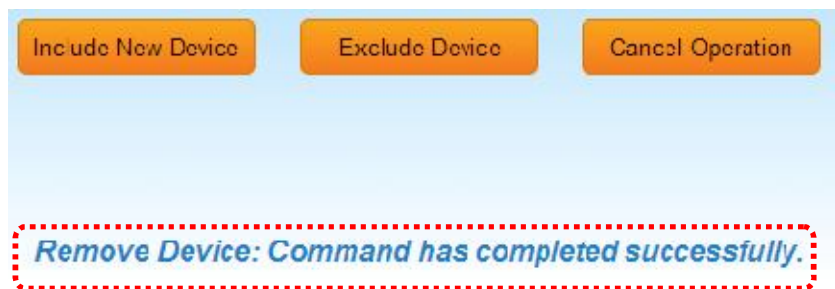 Include New Device Exclude Device Cancel Operation
Remove Device: Command has completed successfully.